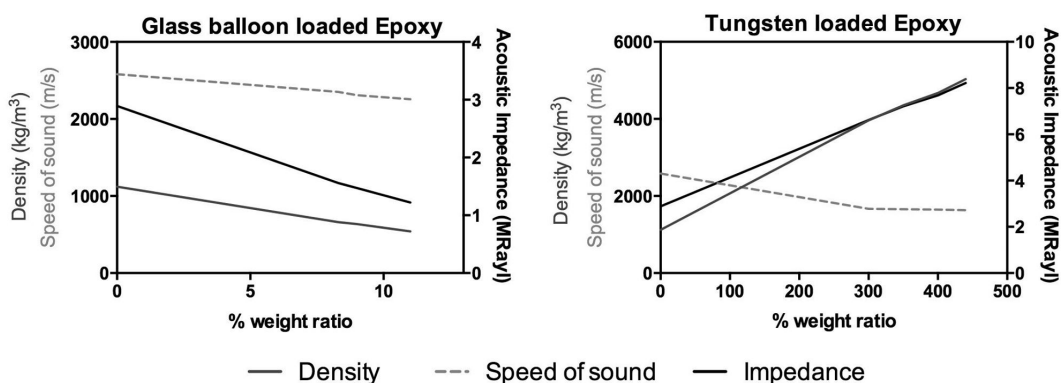 Glass balloon loaded Epoxy
3000
2000
1000
0
Density (kg/m³)
Speed of sound (m/s)
4
3
2
1
0
Acoustic Impedance (MRayl)
0 5 10
% weight ratio
Tungsten loaded Epoxy
6000
4000
2000
0
Density (kg/m³)
Speed of sound (m/s)
10
8
6
4
2
0
Acoustic Impedance (MRayl)
0 100 200 300 400 500
% weight ratio
Density Speed of sound Impedance